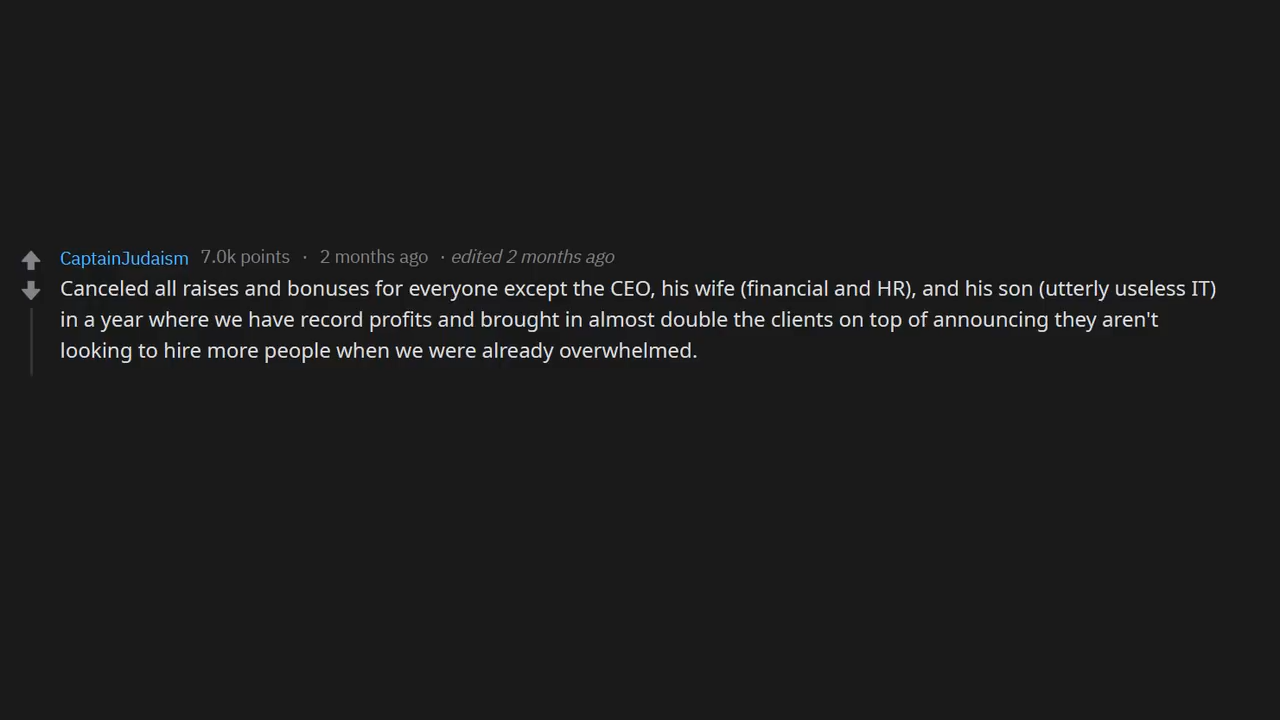 CaptainJudaism 7.0k points · 2 months ago · edited 2 months ago
Canceled all raises and bonuses for everyone except the CEO, his wife (financial and HR), and his son (utterly useless IT)
in a year where we have record profits and brought in almost double the clients on top of announcing they aren't
looking to hire more people when we were already overwhelmed.